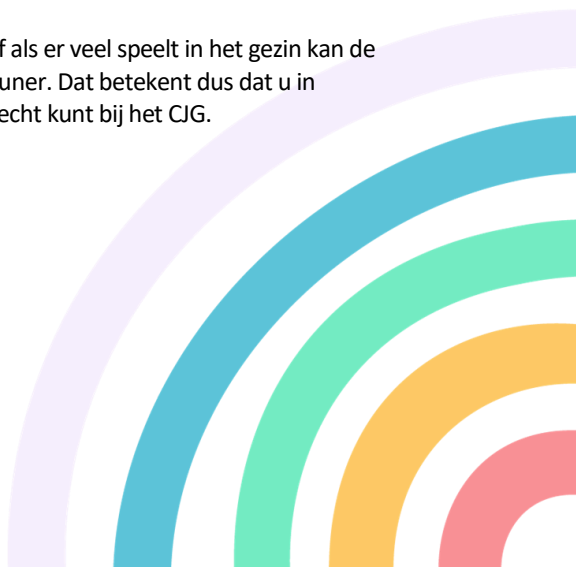 f als er veel speelt in het gezin kan de
uner. Dat betekent dus dat u in
echt kunt bij het CJG.